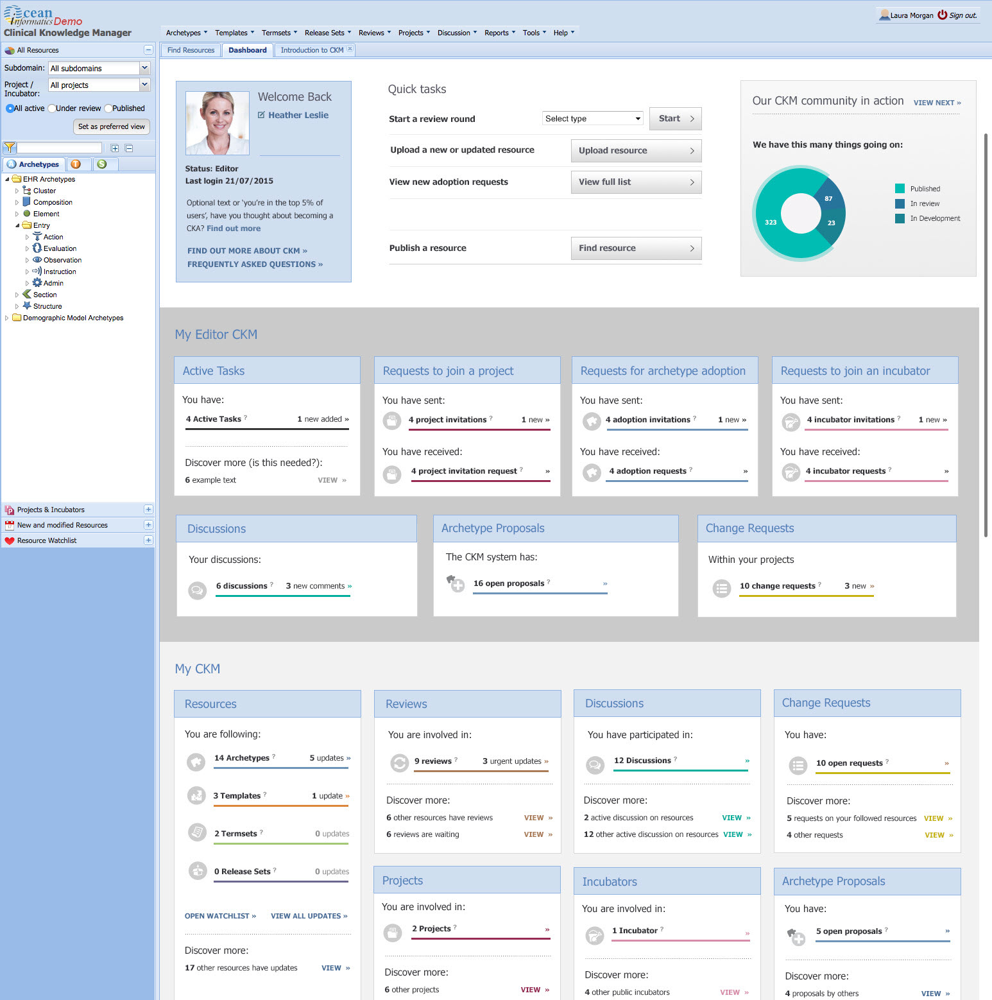 Ocean
Informatics Demo
Clinical Knowledge Manager
Laura Morgan
Sign out.
Archetypes Templates Termsets Release Sets Reviews Projects Discussion Reports Tools Help
All Resources
Find Resources Dashboard Introduction to CKM
Subdomain: All subdomains
Project / Incubator: All projects
All active Under review Published
Set as preferred view
A Archetypes T S
EHR Archetypes
Cluster
Composition
Element
Entry
Action
Evaluation
Observation
Instruction
Admin
Section
Structure
Demographic Model Archetypes
Projects & Incubators
New and modified Resources
Resource Watchlist
Welcome Back
Heather Leslie
Status: Editor
Last login 21/07/2015
Optional text or 'you're in the top 5% of
users', have you thought about becoming a
CKA? Find out more
FIND OUT MORE ABOUT CKM »
FREQUENTLY ASKED QUESTIONS »
Quick tasks
Start a review round Select type Start
Upload a new or updated resource Upload resource
View new adoption requests View full list
Publish a resource Find resource
Our CKM community in action VIEW NEXT »
We have this many things going on:
87
323
23
Published
In review
In Development
My Editor CKM
Active Tasks
You have:
4 Active Tasks ? 1 new added »
Discover more (is this needed?):
6 example text VIEW »
Requests to join a project
You have sent:
4 project invitations ? 1 new »
You have received:
4 project invitation request ? »
Requests for archetype adoption
You have sent:
4 adoption invitations ? 1 new »
You have received:
4 adoption requests ? »
Requests to join an incubator
You have sent:
4 incubator invitations ? 1 new »
You have received:
4 incubator requests ? »
Discussions
Your discussions:
6 discussions ? 3 new comments »
Archetype Proposals
The CKM system has:
16 open proposals ? »
Change Requests
Within your projects
10 change requests ? 3 new »
My CKM
Resources
You are following:
14 Archetypes ? 5 updates »
3 Templates ? 1 update »
2 Termsets ? 0 updates
0 Release Sets ? 0 updates
OPEN WATCHLIST » VIEW ALL UPDATES »
Discover more:
17 other resources have updates VIEW »
Reviews
You are involved in:
9 reviews ? 3 urgent updates »
Discover more:
6 other resources have reviews VIEW »
6 reviews are waiting VIEW »
Discussions
You have participated in:
12 Discussions ? »
Discover more:
2 active discussion on resources VIEW »
12 other active discussion on resources VIEW »
Change Requests
You have:
10 open requests ? »
Discover more:
5 requests on your followed resources VIEW »
4 other requests VIEW »
Projects
You are involved in:
2 Projects ? »
Discover more:
6 other projects VIEW »
Incubators
You are involved in:
1 Incubator ? »
Discover more:
4 other public incubators VIEW »
Archetype Proposals
You have:
5 open proposals ? »
Discover more:
4 proposals by others VIEW »